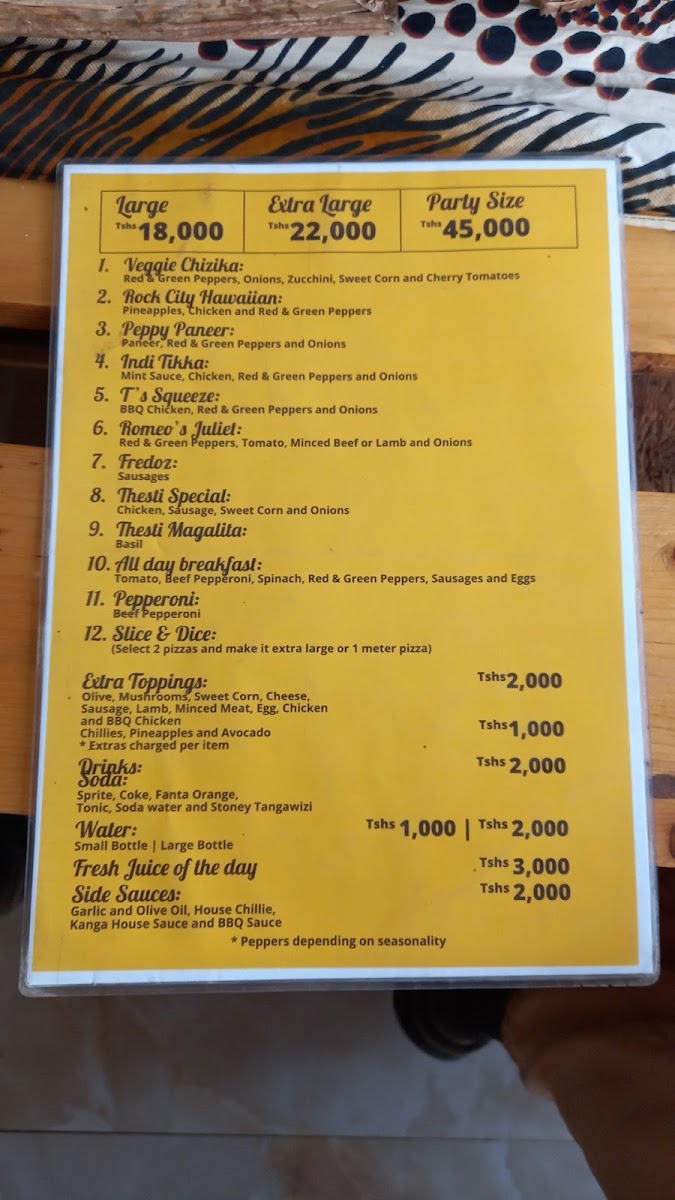 Large Extra Large Party Size
Tshs 18,000 Tshs 22,000 Tshs 45,000
1. Veggie Chizika:
Red & Green Peppers, Onions, Zucchini, Sweet Corn and Cherry Tomatoes
2. Rock City Hawaiian:
Pineapples, Chicken and Red & Green Peppers
3. Peppy Paneer:
Paneer, Red & Green Peppers and Onions
4. Indi Tikka:
Mint Sauce, Chicken, Red & Green Peppers and Onions
5. T's Squeeze:
BBQ Chicken, Red & Green Peppers and Onions
6. Romeo's Juliet:
Red & Green Peppers, Tomato, Minced Beef or Lamb and Onions
7. Fredoz:
Sausages
8. Thesti Special:
Chicken, Sausage, Sweet Corn and Onions
9. Thesti Magalita:
Basil
10. All day breakfast:
Tomato, Beef Pepperoni, Spinach, Red & Green Peppers, Sausages and Eggs
11. Pepperoni:
Beef Pepperoni
12. Slice & Dice:
(Select 2 pizzas and make it extra large or 1 meter pizza)
Extra Toppings: Tshs 2,000
Olive, Mushrooms, Sweet Corn, Cheese,
Sausage, Lamb, Minced Meat, Egg, Chicken
and BBQ Chicken
Chillies, Pineapples and Avocado Tshs 1,000
* Extras charged per item
Drinks:
Soda: Tshs 2,000
Sprite, Coke, Fanta Orange,
Tonic, Soda water and Stoney Tangawizi
Water: Tshs 1,000 | Tshs 2,000
Small Bottle | Large Bottle
Fresh Juice of the day Tshs 3,000
Side Sauces: Tshs 2,000
Garlic and Olive Oil, House Chillie,
Kanga House Sauce and BBQ Sauce
* Peppers depending on seasonality